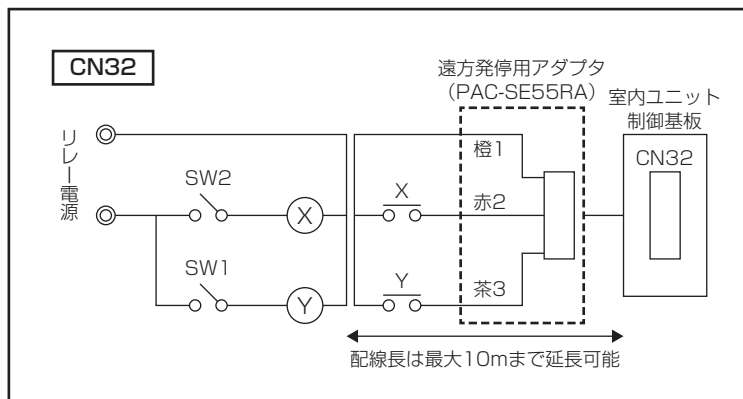 CN32
遠方発停用アダプタ
（PAC-SE55RA）
室内ユニット
制御基板
リレー電源
橙1
CN32
SW2
X
X
赤2
SW1
Y
Y
茶3
配線長は最大10mまで延長可能